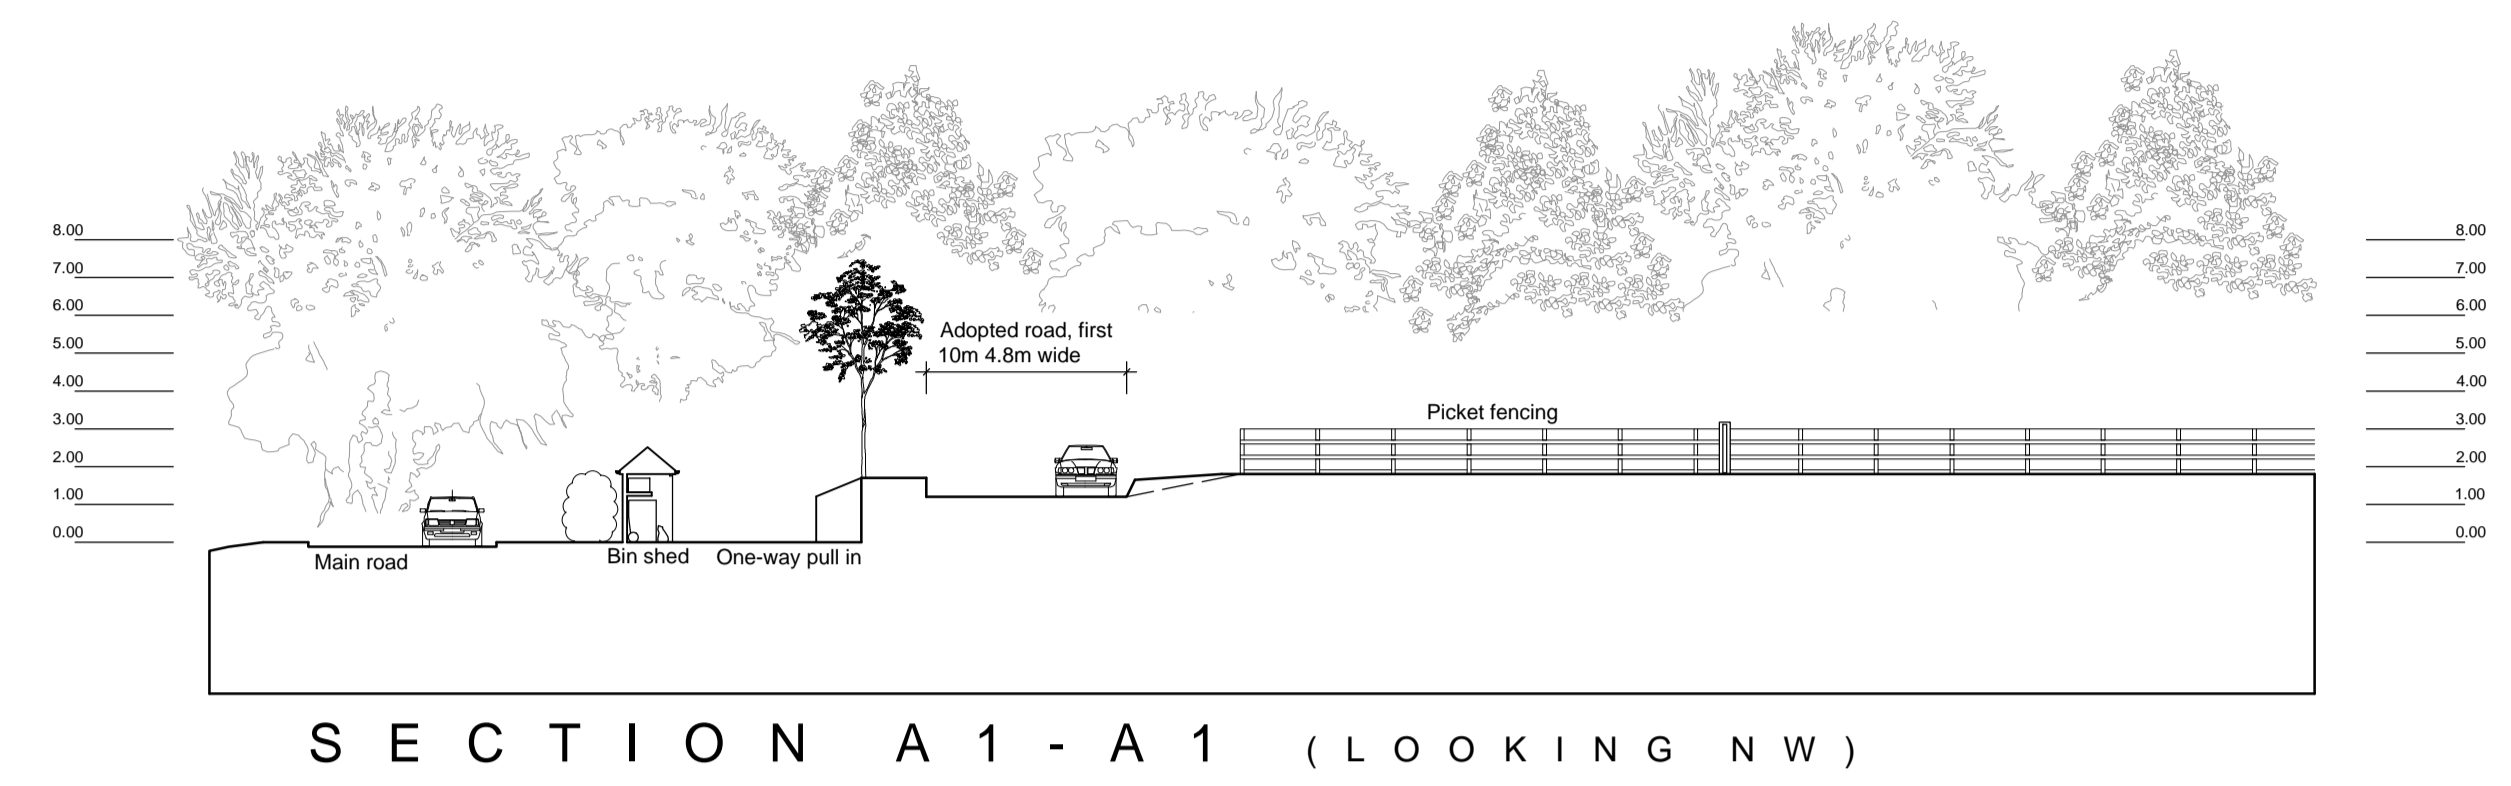 8.00
7.00
6.00
5.00
4.00
3.00
2.00
1.00
0.00
Adopted road, first
10m 4.8m wide
Picket fencing
Main road
Bin shed
One-way pull in
8.00
7.00
6.00
5.00
4.00
3.00
2.00
1.00
0.00
SECTION A1-A1 (LOOKING NW)